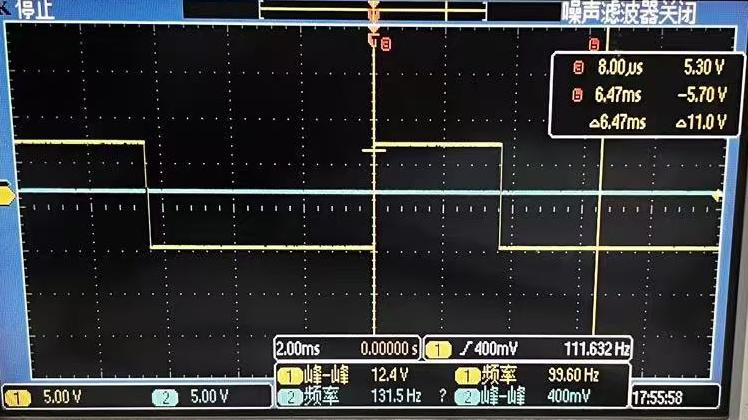 K 停止 噪声滤波器关闭
T a b
a 8.00µs 5.30 V
b 6.47ms −5.70 V
△6.47ms △11.0 V
2.00ms 0.00000 s 1 400mV 111.632 Hz
1 峰-峰 12.4 V 1 频率 99.60 Hz
2 频率 131.5 Hz ? 2 峰-峰 400mV
1 5.00 V 2 5.00 V 17:55:58